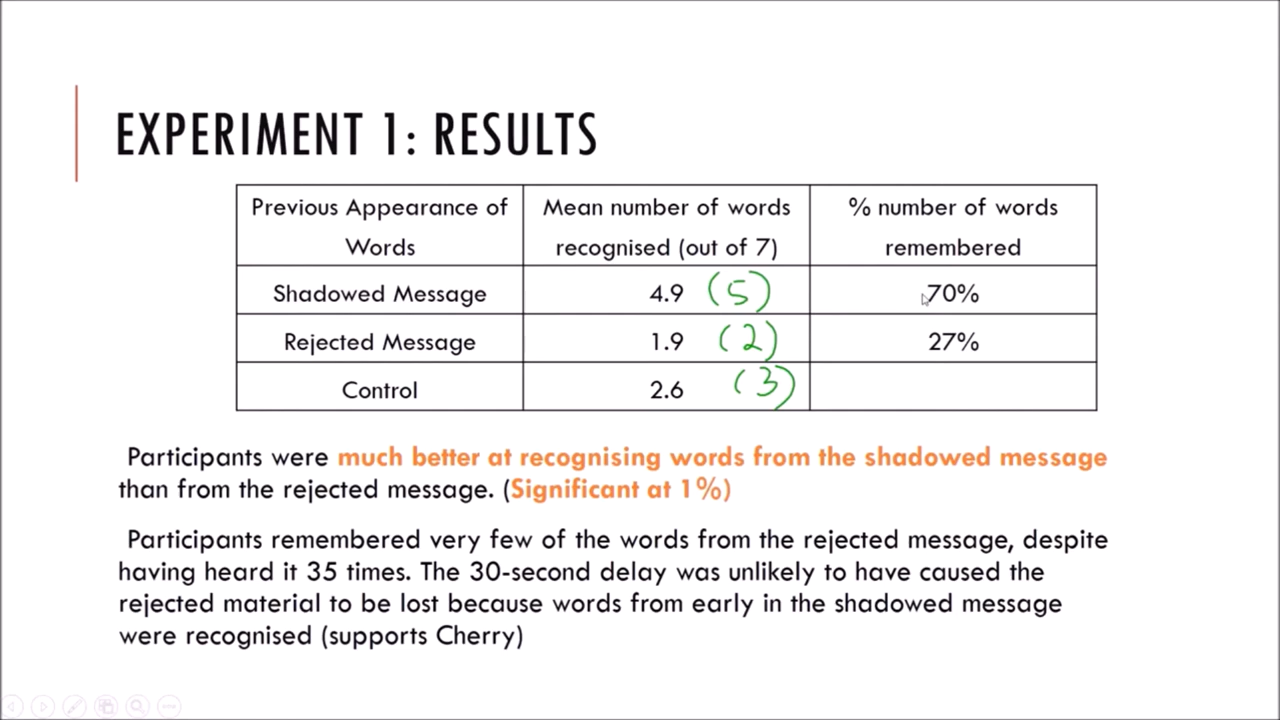 EXPERIMENT 1: RESULTS
Previous Appearance of Words
Mean number of words recognised (out of 7)
% number of words remembered
Shadowed Message 4.9 (5) 70%
Rejected Message 1.9 (2) 27%
Control 2.6 (3)
Participants were much better at recognising words from the shadowed message
than from the rejected message. (Significant at 1%)
Participants remembered very few of the words from the rejected message, despite
having heard it 35 times. The 30-second delay was unlikely to have caused the
rejected material to be lost because words from early in the shadowed message
were recognised (supports Cherry)